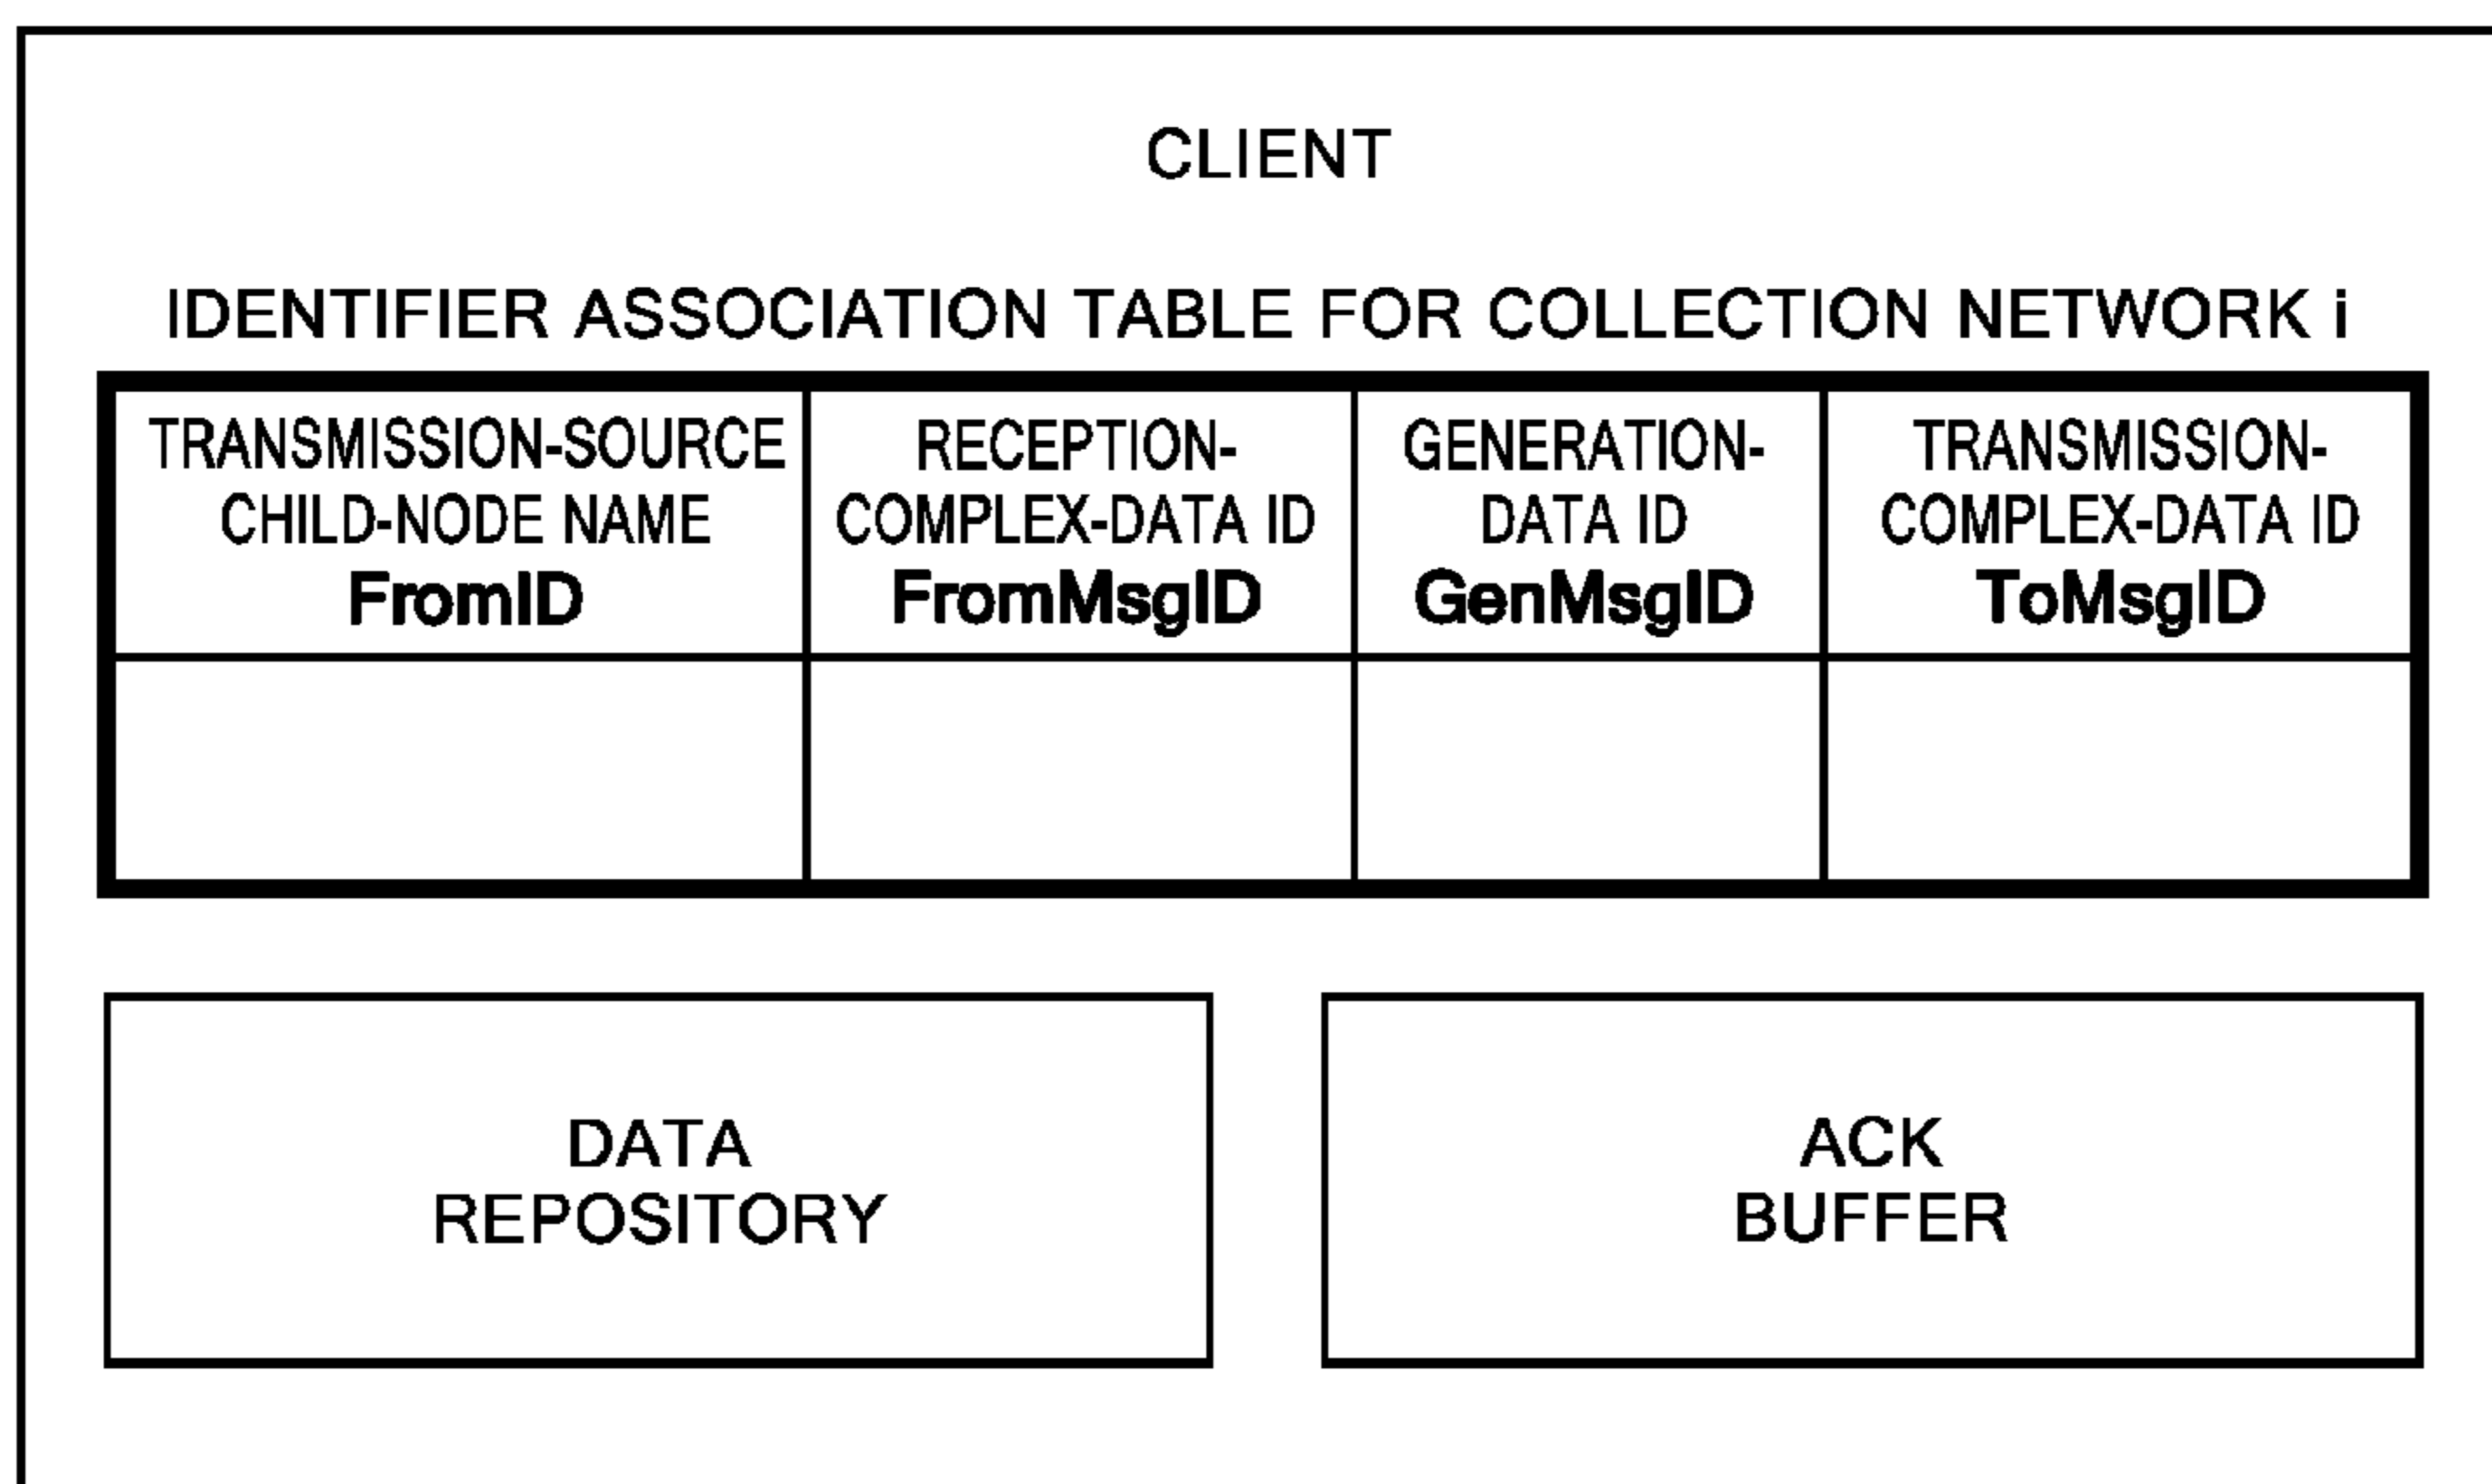 CLIENT
IDENTIFIER ASSOCIATION TABLE FOR COLLECTION NETWORK i
TRANSMISSION-SOURCE
CHILD-NODE NAME
FromID
RECEPTION-
COMPLEX-DATA ID
FromMsgID
GENERATION-
DATA ID
GenMsgID
TRANSMISSION-
COMPLEX-DATA ID
ToMsgID
DATA
REPOSITORY
ACK
BUFFER